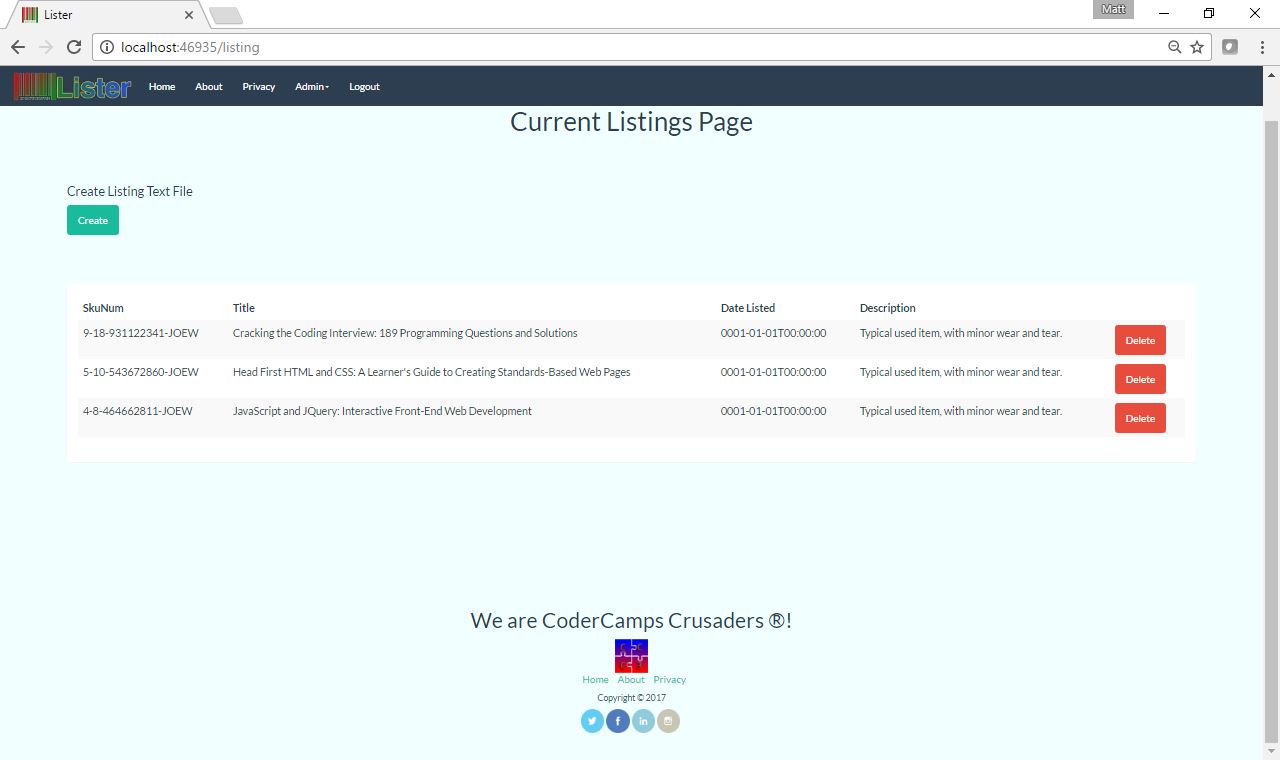 Lister
Matt
localhost:46935/listing
Lister Home About Privacy Admin Logout
Current Listings Page
Create Listing Text File
Create
SkuNum Title Date Listed Description
9-18-931122341-JOEW Cracking the Coding Interview: 189 Programming Questions and Solutions 0001-01-01T00:00:00 Typical used item, with minor wear and tear. Delete
5-10-543672860-JOEW Head First HTML and CSS: A Learner's Guide to Creating Standards-Based Web Pages 0001-01-01T00:00:00 Typical used item, with minor wear and tear. Delete
4-8-464662811-JOEW JavaScript and JQuery: Interactive Front-End Web Development 0001-01-01T00:00:00 Typical used item, with minor wear and tear. Delete
We are CoderCamps Crusaders ®!
Home About Privacy
Copyright © 2017